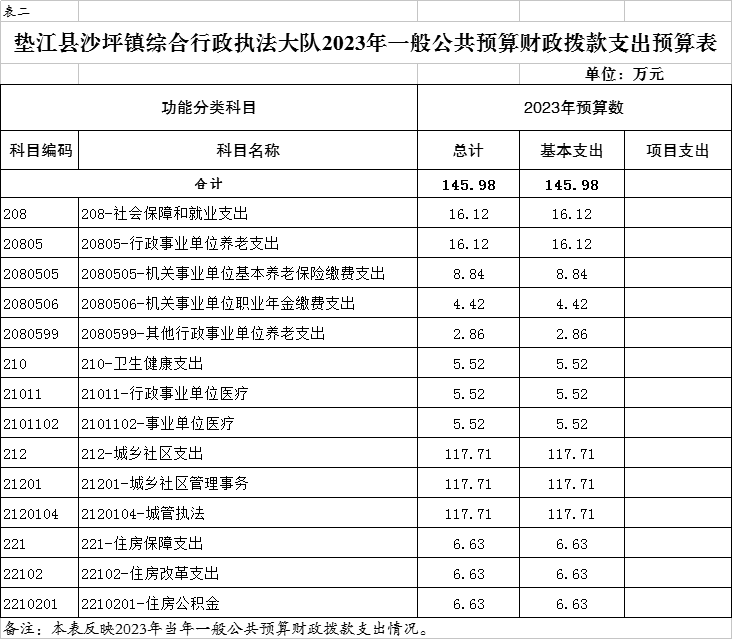 表二
垫江县沙坪镇综合行政执法大队2023年一般公共预算财政拨款支出预算表
单位：万元
功能分类科目 2023年预算数
科目编码 科目名称 总计 基本支出 项目支出
合计 145.98 145.98
208 208-社会保障和就业支出 16.12 16.12
20805 20805-行政事业单位养老支出 16.12 16.12
2080505 2080505-机关事业单位基本养老保险缴费支出 8.84 8.84
2080506 2080506-机关事业单位职业年金缴费支出 4.42 4.42
2080599 2080599-其他行政事业单位养老支出 2.86 2.86
210 210-卫生健康支出 5.52 5.52
21011 21011-行政事业单位医疗 5.52 5.52
2101102 2101102-事业单位医疗 5.52 5.52
212 212-城乡社区支出 117.71 117.71
21201 21201-城乡社区管理事务 117.71 117.71
2120104 2120104-城管执法 117.71 117.71
221 221-住房保障支出 6.63 6.63
22102 22102-住房改革支出 6.63 6.63
2210201 2210201-住房公积金 6.63 6.63
备注：本表反映2023年当年一般公共预算财政拨款支出情况。